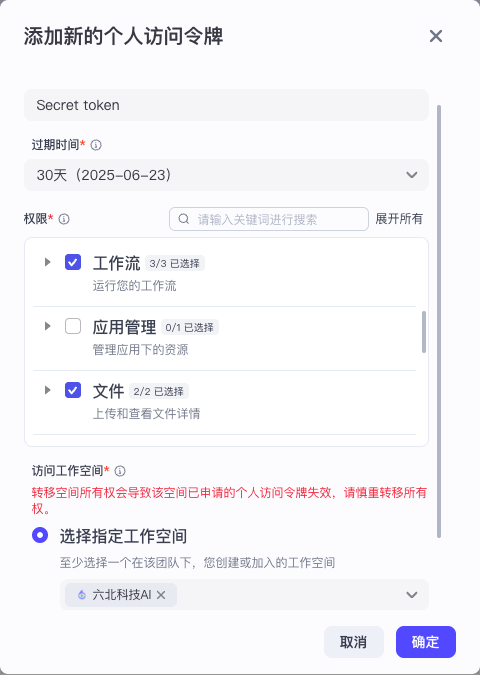 添加新的个人访问令牌
Secret token
过期时间*
30天（2025-06-23）
权限*
请输入关键词进行搜索
展开所有
工作流 3/3 已选择
运行您的工作流
应用管理 0/1 已选择
管理应用下的资源
文件 2/2 已选择
上传和查看文件详情
访问工作空间*
转移空间所有权会导致该空间已申请的个人访问令牌失效，请慎重转移所有
权。
选择指定工作空间
至少选择一个在该团队下，您创建或加入的工作空间
六北科技AI
取消
确定